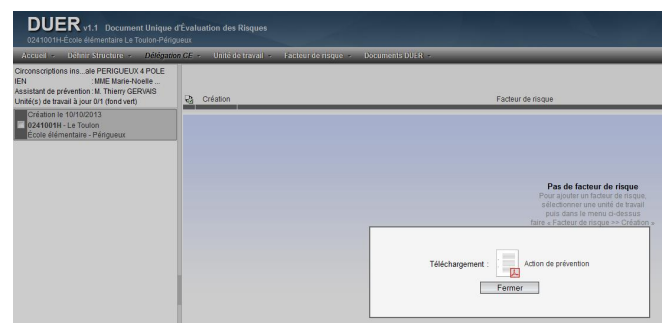 DUER v1.1 Document Unique d'Évaluation des Risques
0241001H-École élémentaire Le Toulon-Périgueux
Accueil Définir Structure Délégation CE Unité de travail Facteur de risque Documents DUER
Circonscriptions ins...ale PERIGUEUX 4 POLE
IEN : MME Marie-Noelle ...
Assistant de prévention : M. Thierry GERVAIS
Unité(s) de travail à jour 0/1 (fond vert)
Création Facteur de risque
Création le 10/10/2013
0241001H - Le Toulon
École élémentaire - Périgueux
Pas de facteur de risque
Pour ajouter un facteur de risque,
sélectionner une unité de travail
puis dans le menu ci-dessus
faire « Facteur de risque => Création »
Téléchargement : Action de prévention
Fermer